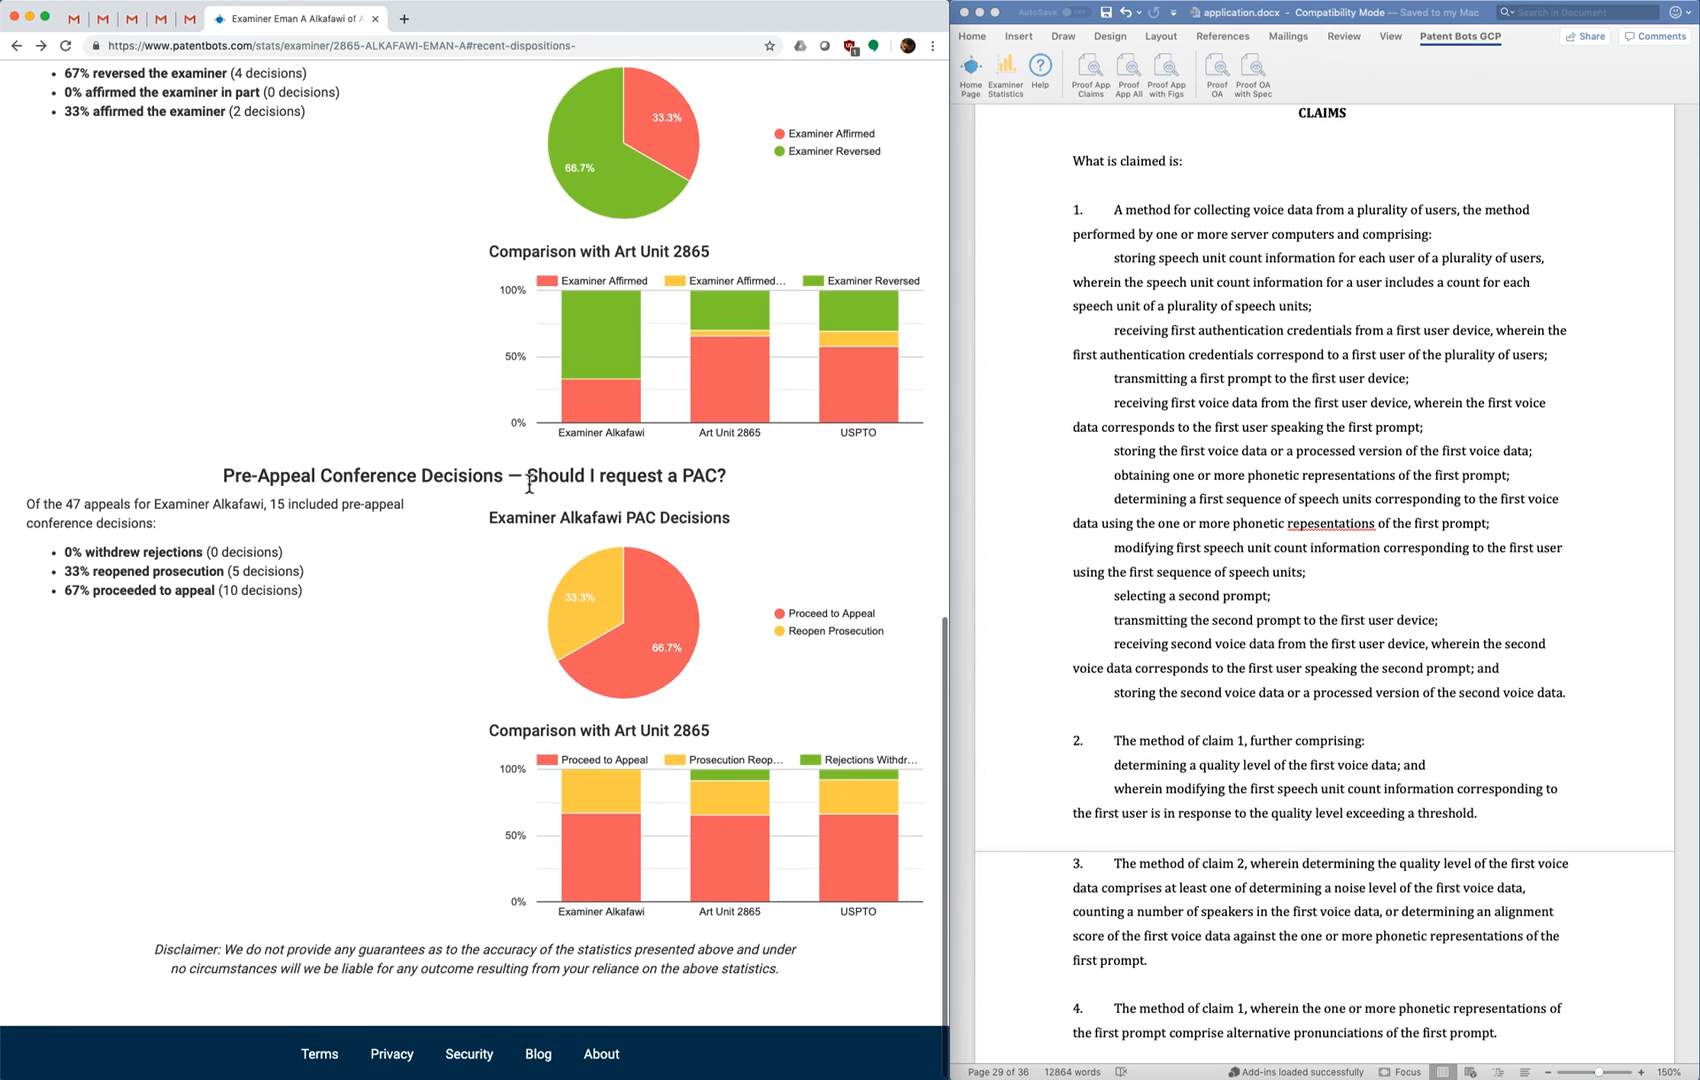 Examiner Eman A Alkafawi of A
https://www.patentbots.com/stats/examiner/2865-ALKAFAWI-EMAN-A#recent-dispositions-
67% reversed the examiner (4 decisions)
0% affirmed the examiner in part (0 decisions)
33% affirmed the examiner (2 decisions)
33.3%
66.7%
Examiner Affirmed
Examiner Reversed
Comparison with Art Unit 2865
Examiner Affirmed
Examiner Affirmed...
Examiner Reversed
100%
50%
0%
Examiner Alkafawi
Art Unit 2865
USPTO
Pre-Appeal Conference Decisions — Should I request a PAC?
Of the 47 appeals for Examiner Alkafawi, 15 included pre-appeal
conference decisions:
0% withdrew rejections (0 decisions)
33% reopened prosecution (5 decisions)
67% proceeded to appeal (10 decisions)
Examiner Alkafawi PAC Decisions
33.3%
66.7%
Proceed to Appeal
Reopen Prosecution
Comparison with Art Unit 2865
Proceed to Appeal
Prosecution Reop...
Rejections Withdr...
100%
50%
0%
Examiner Alkafawi
Art Unit 2865
USPTO
Disclaimer: We do not provide any guarantees as to the accuracy of the statistics presented above and under
no circumstances will we be liable for any outcome resulting from your reliance on the above statistics.
Terms
Privacy
Security
Blog
About
AutoSave
OFF
application.docx - Compatibility Mode — Saved to my Mac
Search in Document
Home
Insert
Draw
Design
Layout
References
Mailings
Review
View
Patent Bots GCP
Share
Comments
Home
Page
Examiner
Statistics
Help
Proof App
Claims
Proof
App All
Proof App
with Figs
Proof
OA
Proof OA
with Spec
CLAIMS
What is claimed is:
1. A method for collecting voice data from a plurality of users, the method
performed by one or more server computers and comprising:
storing speech unit count information for each user of a plurality of users,
wherein the speech unit count information for a user includes a count for each
speech unit of a plurality of speech units;
receiving first authentication credentials from a first user device, wherein the
first authentication credentials correspond to a first user of the plurality of users;
transmitting a first prompt to the first user device;
receiving first voice data from the first user device, wherein the first voice
data corresponds to the first user speaking the first prompt;
storing the first voice data or a processed version of the first voice data;
obtaining one or more phonetic representations of the first prompt;
determining a first sequence of speech units corresponding to the first voice
data using the one or more phonetic repesentations of the first prompt;
modifying first speech unit count information corresponding to the first user
using the first sequence of speech units;
selecting a second prompt;
transmitting the second prompt to the first user device;
receiving second voice data from the first user device, wherein the second
voice data corresponds to the first user speaking the second prompt; and
storing the second voice data or a processed version of the second voice data.
2. The method of claim 1, further comprising:
determining a quality level of the first voice data; and
wherein modifying the first speech unit count information corresponding to
the first user is in response to the quality level exceeding a threshold.
3. The method of claim 2, wherein determining the quality level of the first voice
data comprises at least one of determining a noise level of the first voice data,
counting a number of speakers in the first voice data, or determining an alignment
score of the first voice data against the one or more phonetic representations of the
first prompt.
4. The method of claim 1, wherein the one or more phonetic representations of
the first prompt comprise alternative pronunciations of the first prompt.
Page 29 of 36
12864 words
Add-ins loaded successfully
Focus
150%